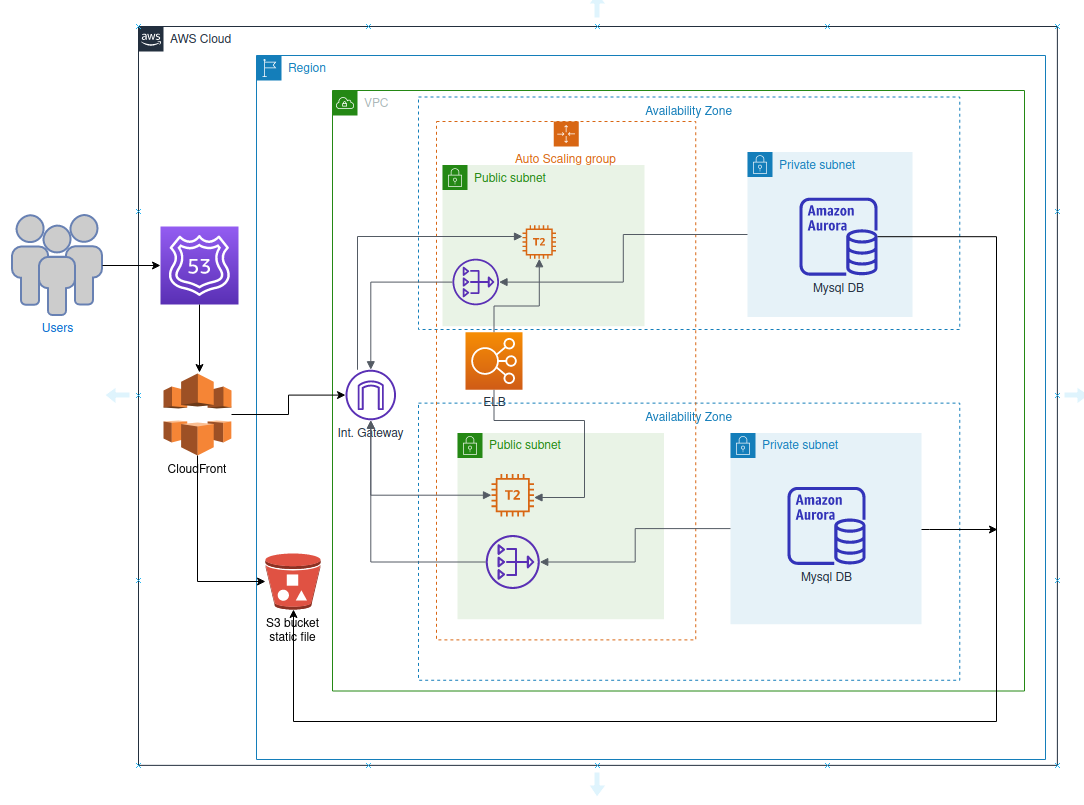 aws
AWS Cloud
Region
VPC
Availability Zone
Auto Scaling group
Public subnet
Private subnet
T2
Amazon
Aurora
Mysql DB
53
Users
ELB
Int. Gateway
CloudFront
Availability Zone
Public subnet
Private subnet
T2
Amazon
Aurora
Mysql DB
S3 bucket
static file